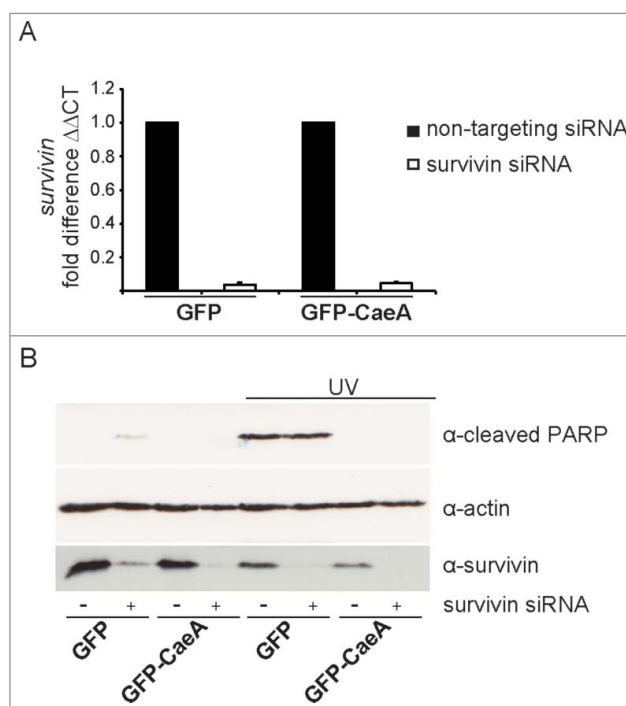 A
survivin
fold difference ΔΔCT
1.2
1.0
0.8
0.6
0.4
0.2
GFP
GFP-CaeA
non-targeting siRNA
survivin siRNA
B
UV
α-cleaved PARP
α-actin
α-survivin
- + - + - + - +
survivin siRNA
GFP
GFP-CaeA
GFP
GFP-CaeA